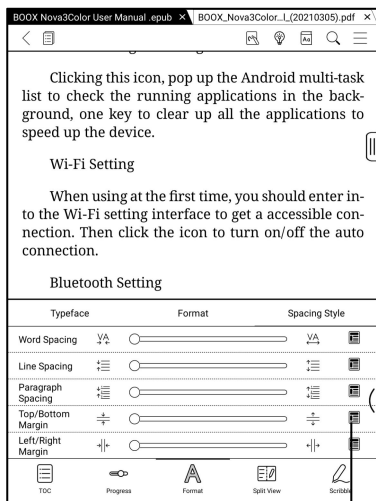 BOOX Nova3Color User Manual .epub × BOOX_Nova3Color...l_(20210305).pdf ×
Aa
Clicking this icon, pop up the Android multi-task
list to check the running applications in the back-
ground, one key to clear up all the applications to
speed up the device.
Wi-Fi Setting
When using at the first time, you should enter in-
to the Wi-Fi setting interface to get a accessible con-
nection. Then click the icon to turn on/off the auto
connection.
Bluetooth Setting
Typeface Format Spacing Style
Word Spacing VA VA
Line Spacing
Paragraph
Spacing
Top/Bottom
Margin
Left/Right
Margin
TOC Progress Format Split View Scribble